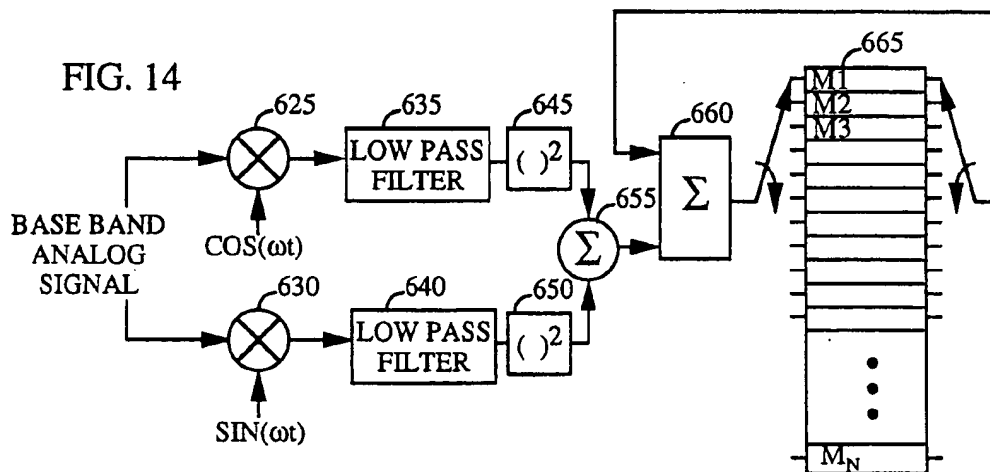 FIG. 14
625
635
645
660
665
M1
M2
M3
LOW PASS
FILTER
( )²
Σ
655
Σ
BASE BAND
ANALOG
SIGNAL
COS(ωt)
630
640
650
LOW PASS
FILTER
( )²
SIN(ωt)
M_N